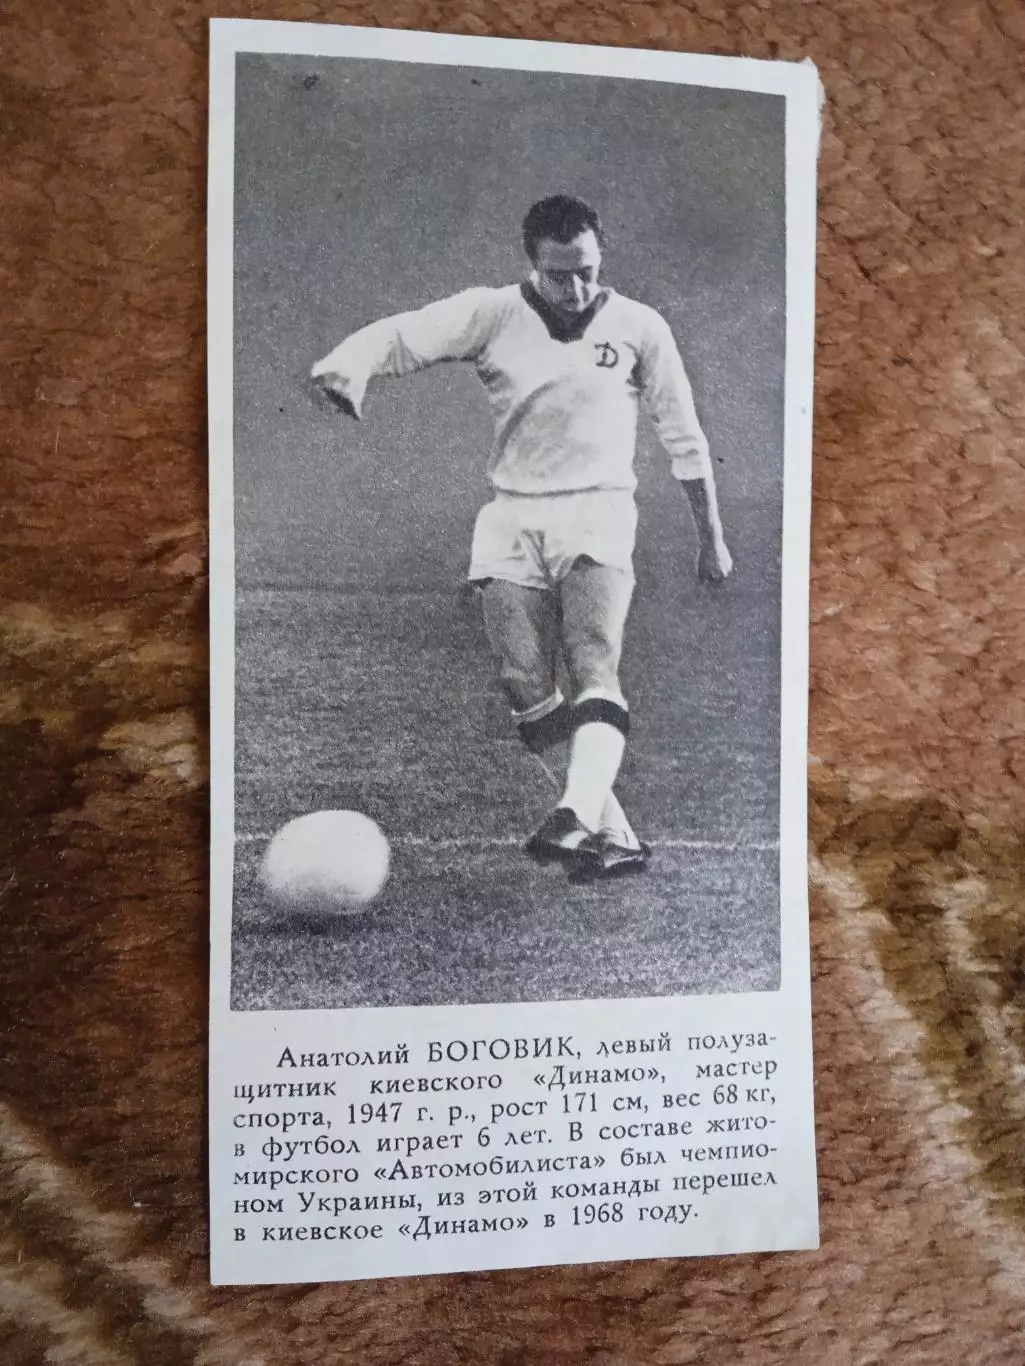 Д
Анатолий БОГОВИК, левый полуза-
щитник киевского «Динамо», мастер
спорта, 1947 г. р., рост 171 см, вес 68 кг,
в футбол играет 6 лет. В составе жито-
мирского «Автомобилиста» был чемпио-
ном Украины, из этой команды перешел
в киевское «Динамо» в 1968 году.